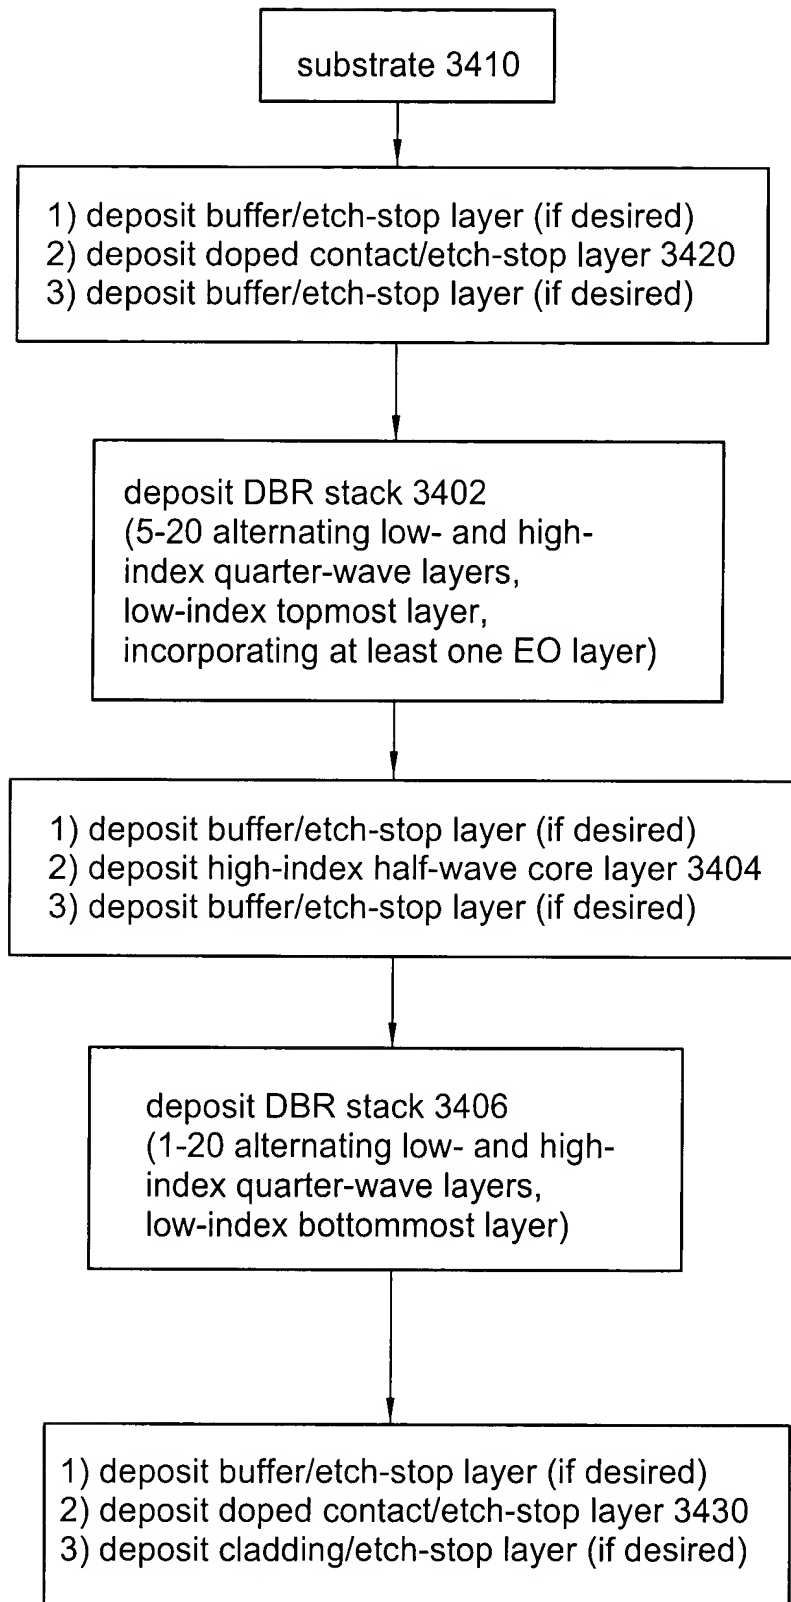 substrate 3410
1) deposit buffer/etch-stop layer (if desired)
2) deposit doped contact/etch-stop layer 3420
3) deposit buffer/etch-stop layer (if desired)
deposit DBR stack 3402
(5-20 alternating low- and high-
index quarter-wave layers,
low-index topmost layer,
incorporating at least one EO layer)
1) deposit buffer/etch-stop layer (if desired)
2) deposit high-index half-wave core layer 3404
3) deposit buffer/etch-stop layer (if desired)
deposit DBR stack 3406
(1-20 alternating low- and high-
index quarter-wave layers,
low-index bottommost layer)
1) deposit buffer/etch-stop layer (if desired)
2) deposit doped contact/etch-stop layer 3430
3) deposit cladding/etch-stop layer (if desired)